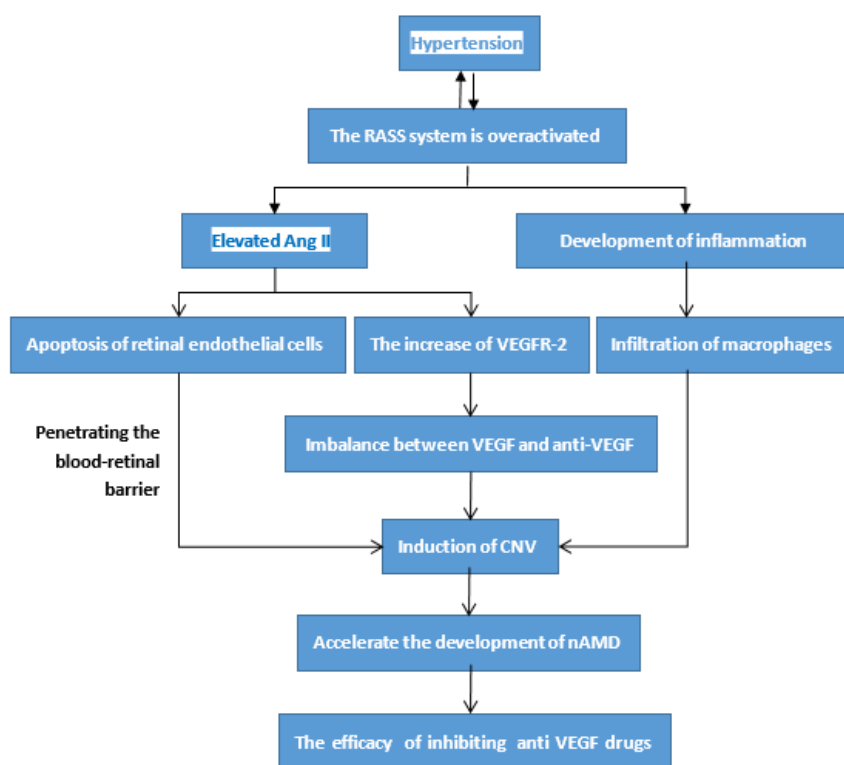 Hypertension
The RASS system is overactivated
Elevated Ang II
Development of inflammation
Apoptosis of retinal endothelial cells
The increase of VEGFR-2
Infiltration of macrophages
Penetrating the
blood-retinal
barrier
Imbalance between VEGF and anti-VEGF
Induction of CNV
Accelerate the development of nAMD
The efficacy of inhibiting anti VEGF drugs